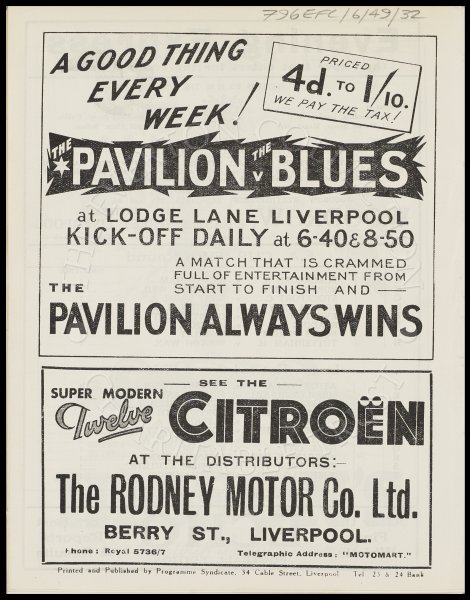 796EFC/6/49/32
A GOOD THING
EVERY
WEEK!
PRICED
4d. TO 1/10.
WE PAY THE TAX!
THE PAVILION THE v BLUES
at LODGE LANE LIVERPOOL
KICK-OFF DAILY at 6-40 & 8-50
A MATCH THAT IS CRAMMED
FULL OF ENTERTAINMENT FROM
START TO FINISH AND —
THE
PAVILION ALWAYS WINS
— SEE THE —
SUPER MODERN
Twelve CITROËN
AT THE DISTRIBUTORS:–
The RODNEY MOTOR Co. Ltd.
BERRY ST., LIVERPOOL.
Phone: Royal 5736/7 Telegraphic Address: "MOTOMART."
Printed and Published by Programme Syndicate, 34 Cable Street, Liverpool Tel 23 & 24 Bank